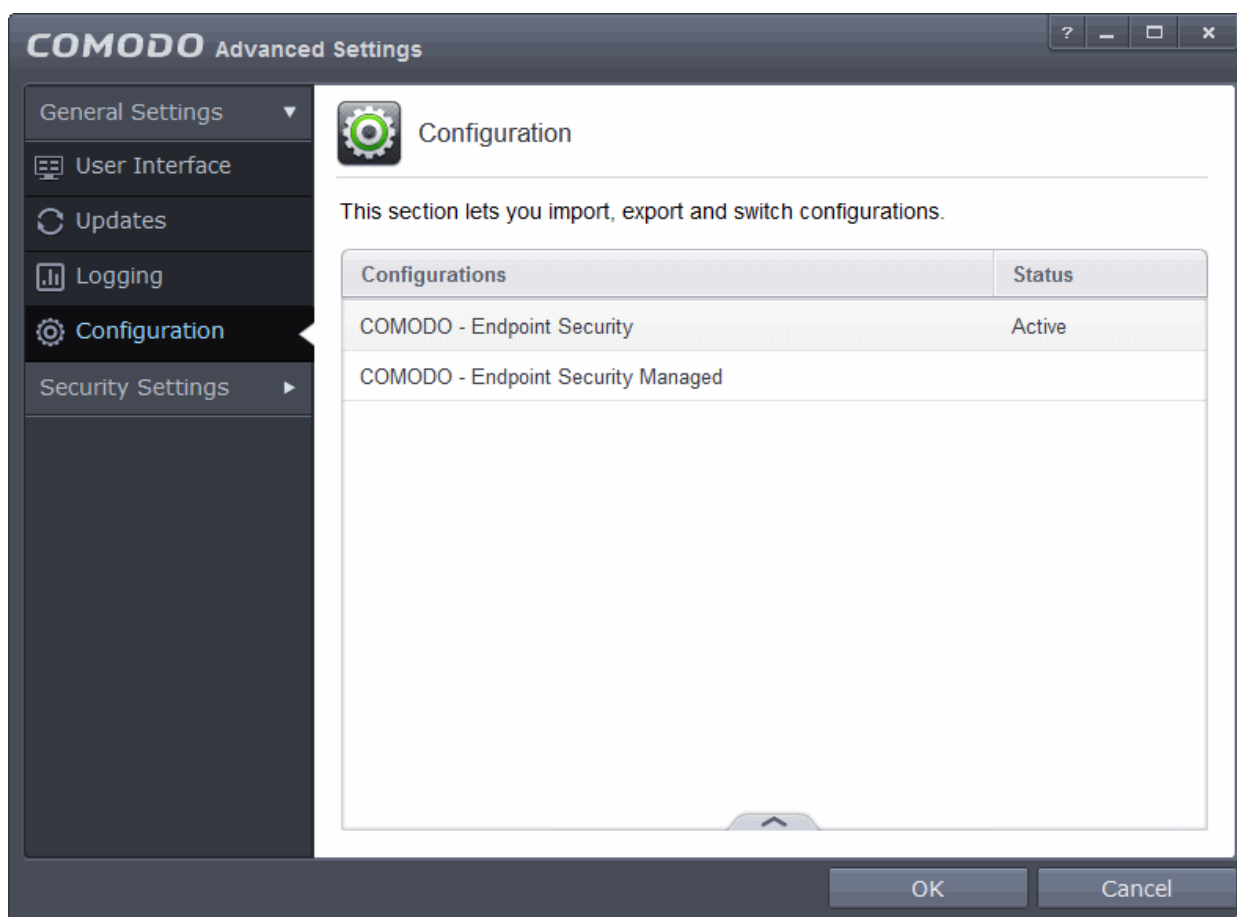 COMODO Advanced Settings
? _ □ ×
General Settings ▼
User Interface
Updates
Logging
Configuration
Security Settings ►
Configuration
This section lets you import, export and switch configurations.
Configurations Status
COMODO - Endpoint Security Active
COMODO - Endpoint Security Managed
OK Cancel